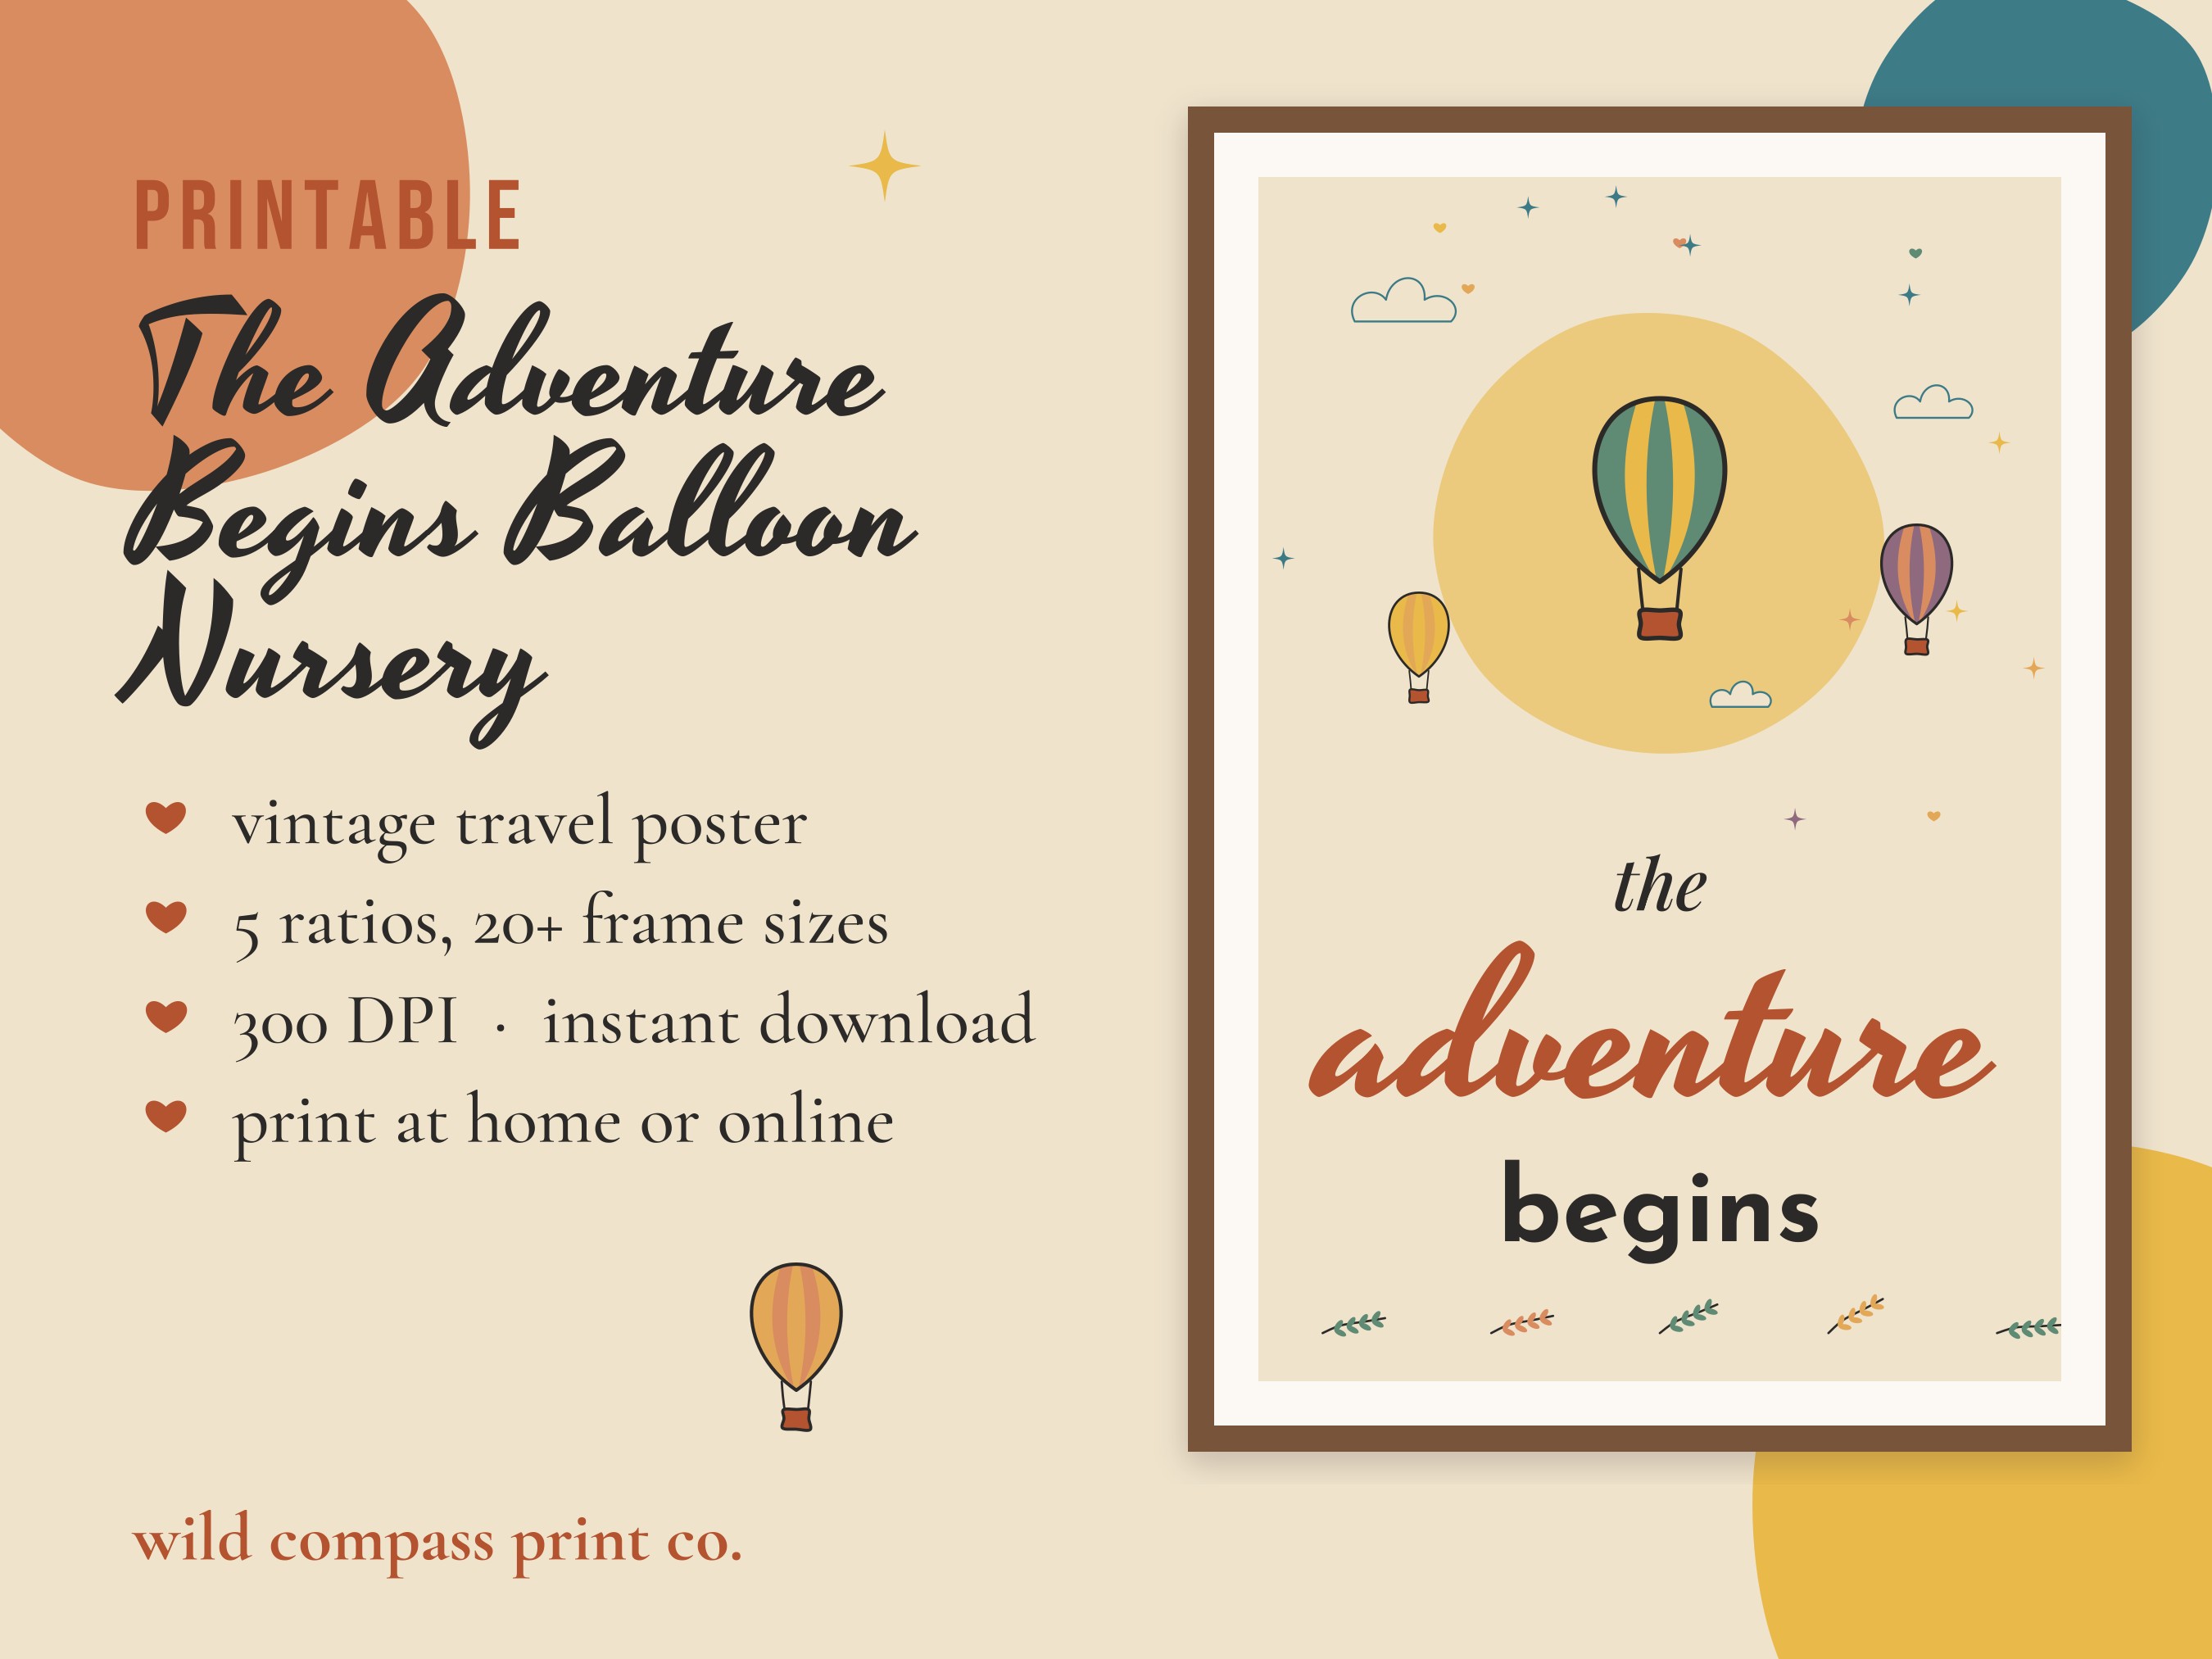 PRINTABLE
The Adventure
Begins Balloon
Nursery
vintage travel poster
5 ratios, 20+ frame sizes
300 DPI · instant download
print at home or online
wild compass print co.
the
adventure
begins